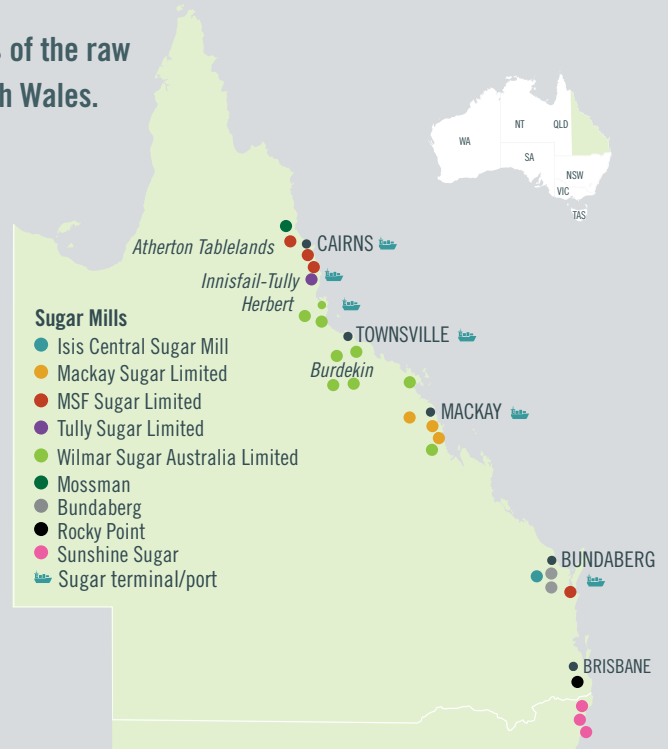 of the raw
h Wales.
WA
NT
QLD
SA
NSW
VIC
TAS
Atherton Tablelands
CAIRNS
Innisfail-Tully
Herbert
TOWNSVILLE
Burdekin
MACKAY
Sugar Mills
Isis Central Sugar Mill
Mackay Sugar Limited
MSF Sugar Limited
Tully Sugar Limited
Wilmar Sugar Australia Limited
Mossman
Bundaberg
Rocky Point
Sunshine Sugar
Sugar terminal/port
BUNDABERG
BRISBANE